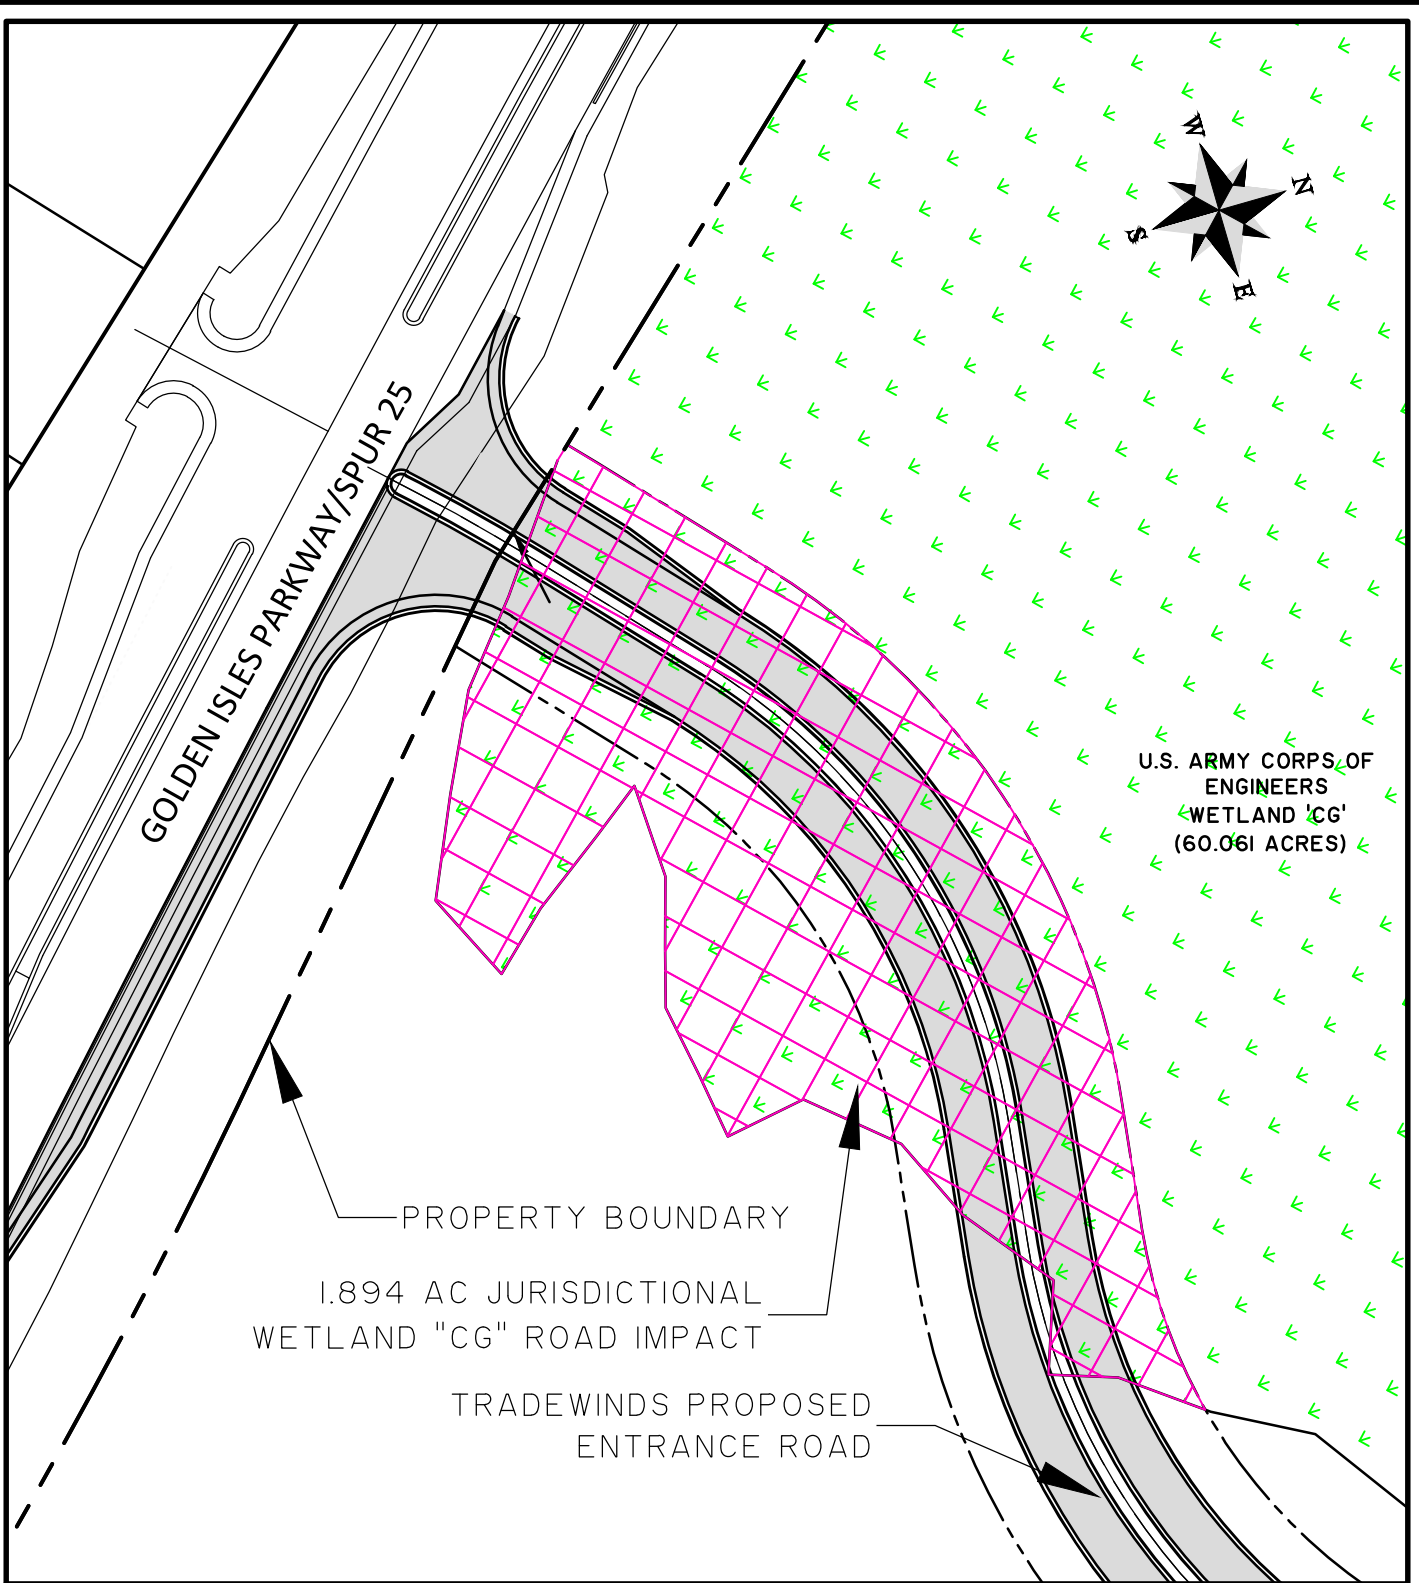 W
N
S
E
GOLDEN ISLES PARKWAY/SPUR 25
U.S. ARMY CORPS OF
ENGINEERS
WETLAND 'CG'
(60.061 ACRES)
PROPERTY BOUNDARY
1.894 AC JURISDICTIONAL
WETLAND "CG" ROAD IMPACT
TRADEWINDS PROPOSED
ENTRANCE ROAD